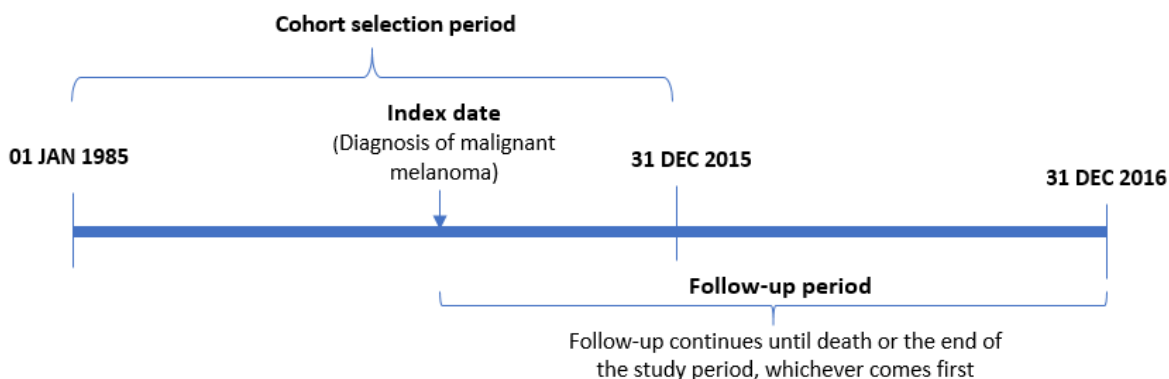 Cohort selection period
Index date
(Diagnosis of malignant
melanoma)
01 JAN 1985
31 DEC 2015
31 DEC 2016
Follow-up period
Follow-up continues until death or the end of
the study period, whichever comes first